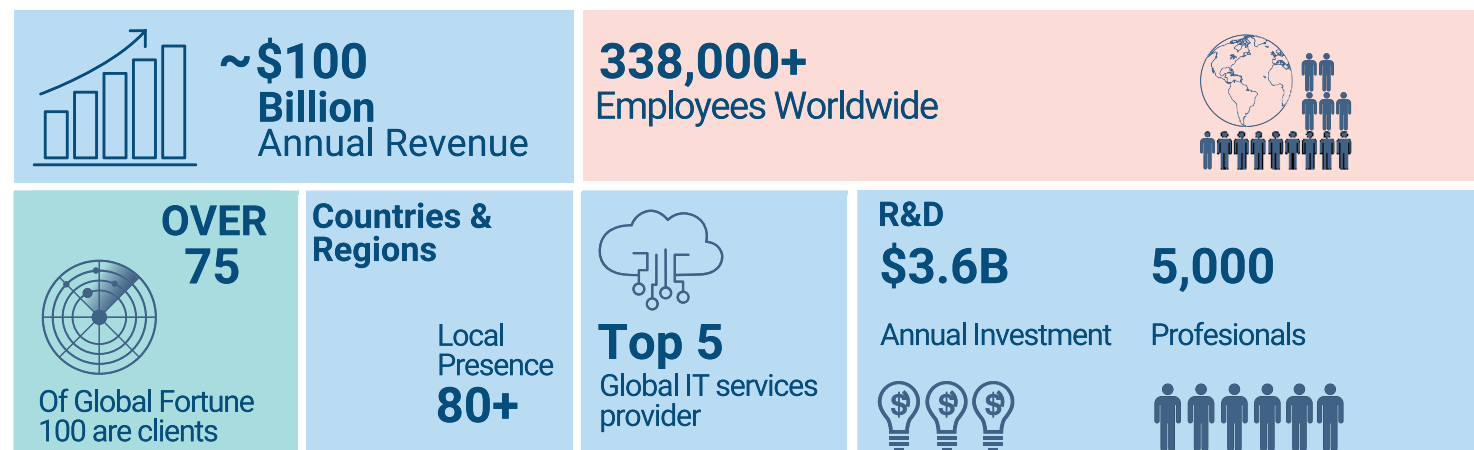 ~$100
Billion
Annual Revenue
338,000+
Employees Worldwide
OVER
75
Of Global Fortune
100 are clients
Countries &
Regions
Local
Presence
80+
Top 5
Global IT services
provider
R&D
$3.6B
Annual Investment
$ $ $
5,000
Profesionals